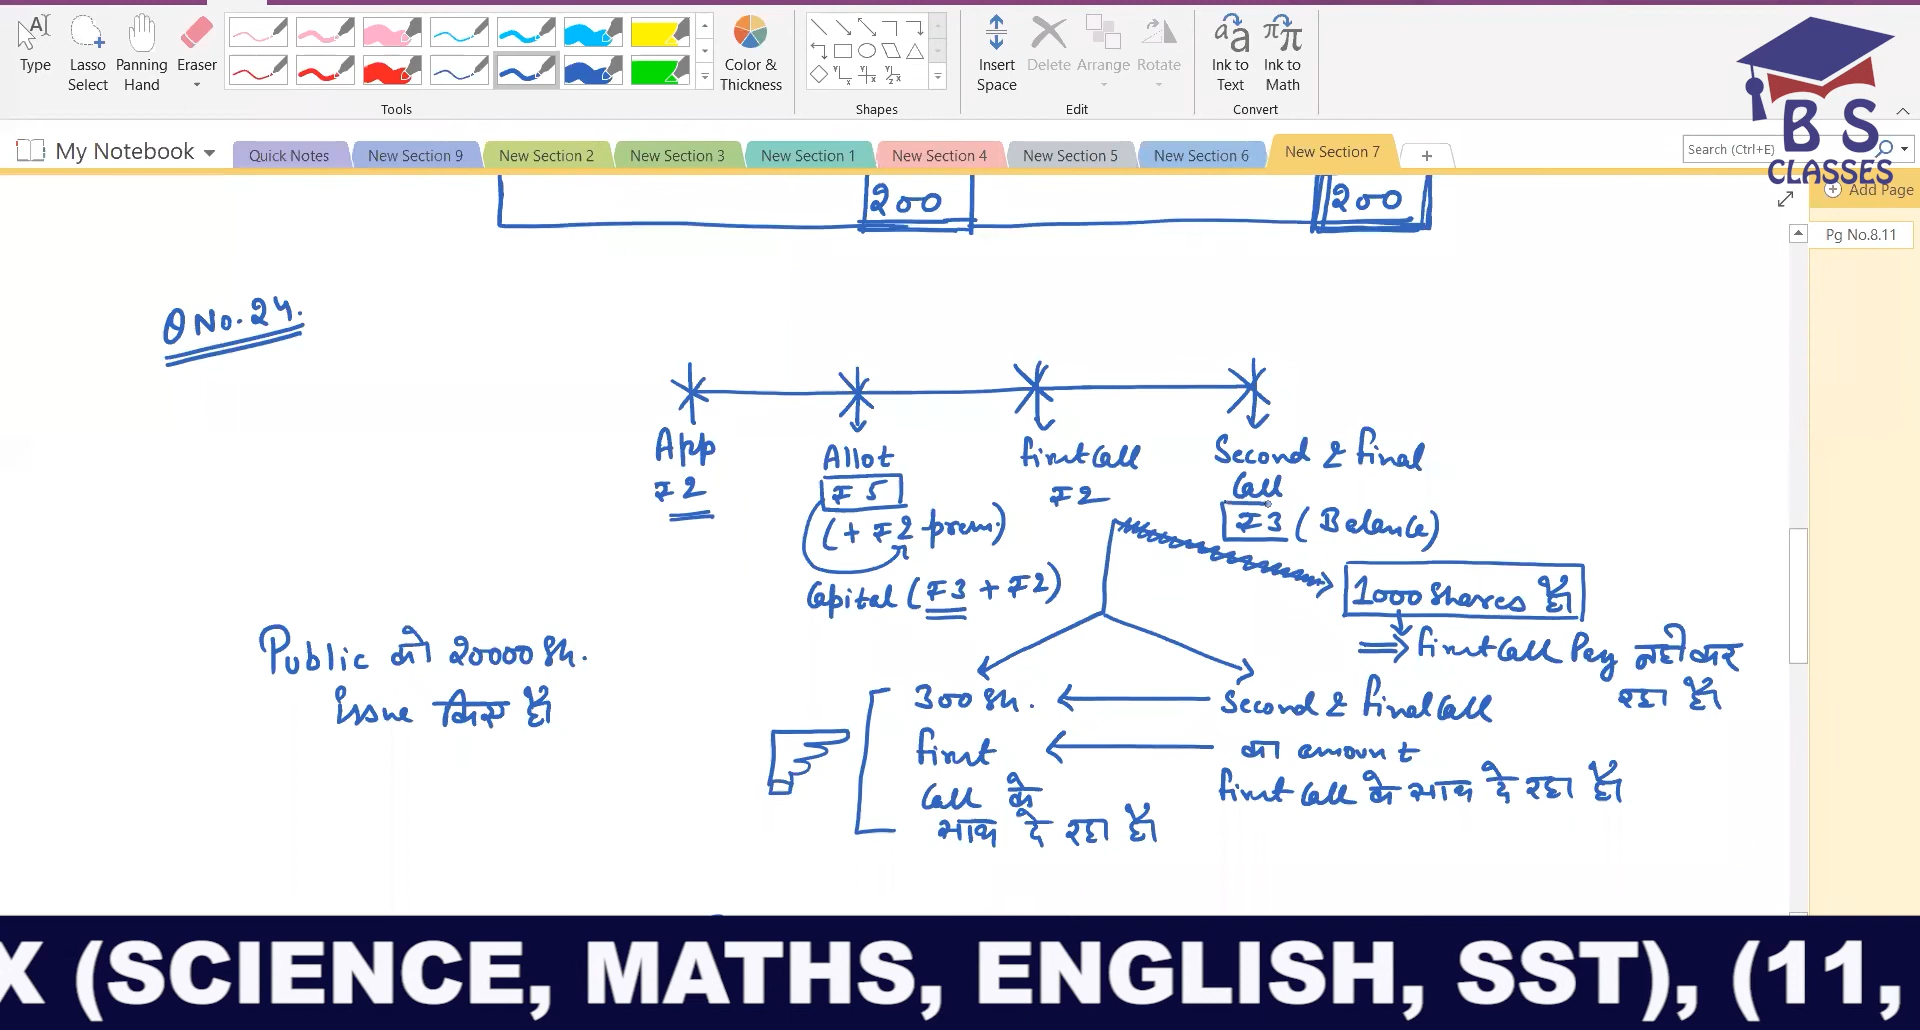 Type
Lasso Select
Panning Hand
Eraser
Tools
Color & Thickness
Shapes
Insert Space
Delete
Arrange
Rotate
Edit
Ink to Text
Ink to Math
Convert
B S
CLASSES
My Notebook
Quick Notes
New Section 9
New Section 2
New Section 3
New Section 1
New Section 4
New Section 5
New Section 6
New Section 7
Search (Ctrl+E)
Add Page
Pg No.8.11
200
200
Q No. 24.
App
₹ 2
Allot
₹ 5
(+ ₹2 prem.)
Capital (₹3 + ₹2)
first Call
₹ 2
Second & final
Call
₹3 (Balance)
1000 Shares है
first Call Pay नही कर
रहा है
Public को 20000 Sh.
Issue किए है
300 Sh.
first
Call के
साथ दे रहा है
Second & final Call
का amount
first Call के साथ दे रहा है
X (SCIENCE, MATHS, ENGLISH, SST), (11,